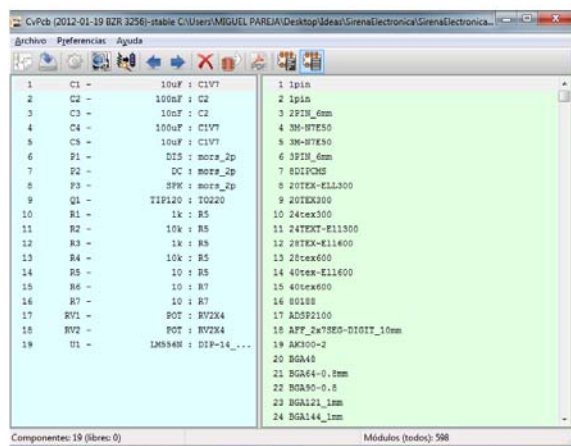 CvPcb (2012-01-19 BZR 3256)-stable C:\Users\MIGUEL PAREJA\Desktop\Ideas\SirenaElectronica\SirenaElectronica...
Archivo Preferencias Ayuda
1 C1 - 10uF : C1V7
2 C2 - 100nF : C2
3 C3 - 10nF : C2
4 C4 - 100uF : C1V7
5 C5 - 10uF : C1V7
6 P1 - DIS : mors_2p
7 P2 - DC : mors_2p
8 P3 - SPK : mors_2p
9 Q1 - TIP120 : TO220
10 R1 - 1k : R5
11 R2 - 10k : R5
12 R3 - 1k : R5
13 R4 - 10k : R5
14 R5 - 10 : R5
15 R6 - 10 : R7
16 R7 - 10 : R7
17 RV1 - POT : RV2X4
18 RV2 - POT : RV2X4
19 U1 - LM556N : DIP-14_...
1 1pin
2 1pin
3 2PIN_6mm
4 3M-N7E50
5 3M-N7E50
6 3PIN_6mm
7 8DIPCMS
8 20TEX-ELL300
9 20TEX300
10 24tex300
11 24TEXT-Ell300
12 28TEX-Ell600
13 28tex600
14 40tex-Ell600
15 40tex600
16 80188
17 ADSP2100
18 AFF_2x7SEG-DIGIT_10mm
19 AK300-2
20 BGA48
21 BGA64-0.8mm
22 BGA90-0.8
23 BGA121_1mm
24 BGA144_1mm
Componentes: 19 (libres: 0) Módulos (todos): 598